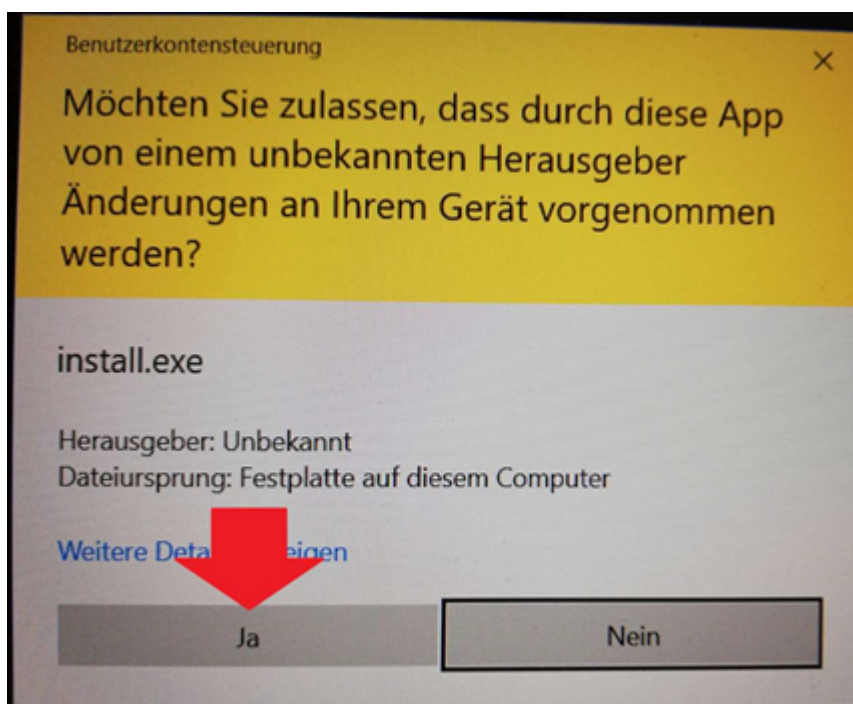 Benutzerkontensteuerung
Möchten Sie zulassen, dass durch diese App
von einem unbekannten Herausgeber
Änderungen an Ihrem Gerät vorgenommen
werden?
install.exe
Herausgeber: Unbekannt
Dateiursprung: Festplatte auf diesem Computer
Weitere
Ja
Nein